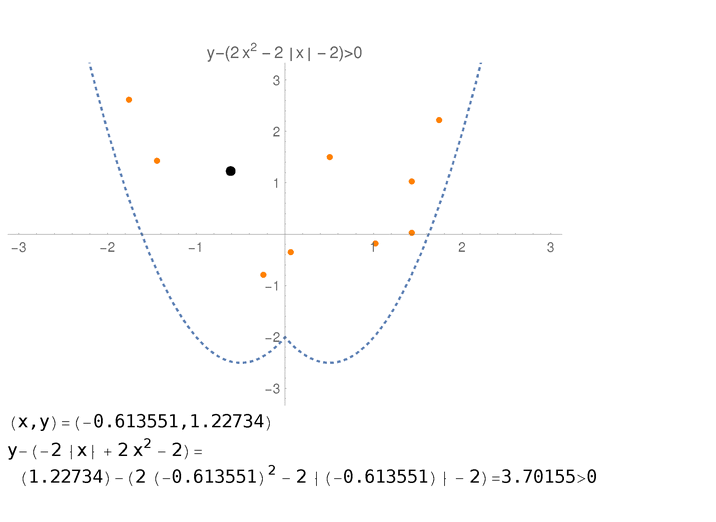 y−(2 x² − 2 |x| − 2)>0
3
2
1
−3 −2 −1 1 2 3
−1
−2
−3
(x,y)=(−0.613551,1.22734)
y−(−2 |x| + 2 x² − 2)=
(1.22734)−(2 (−0.613551)² − 2 |(−0.613551)| − 2)=3.70155>0